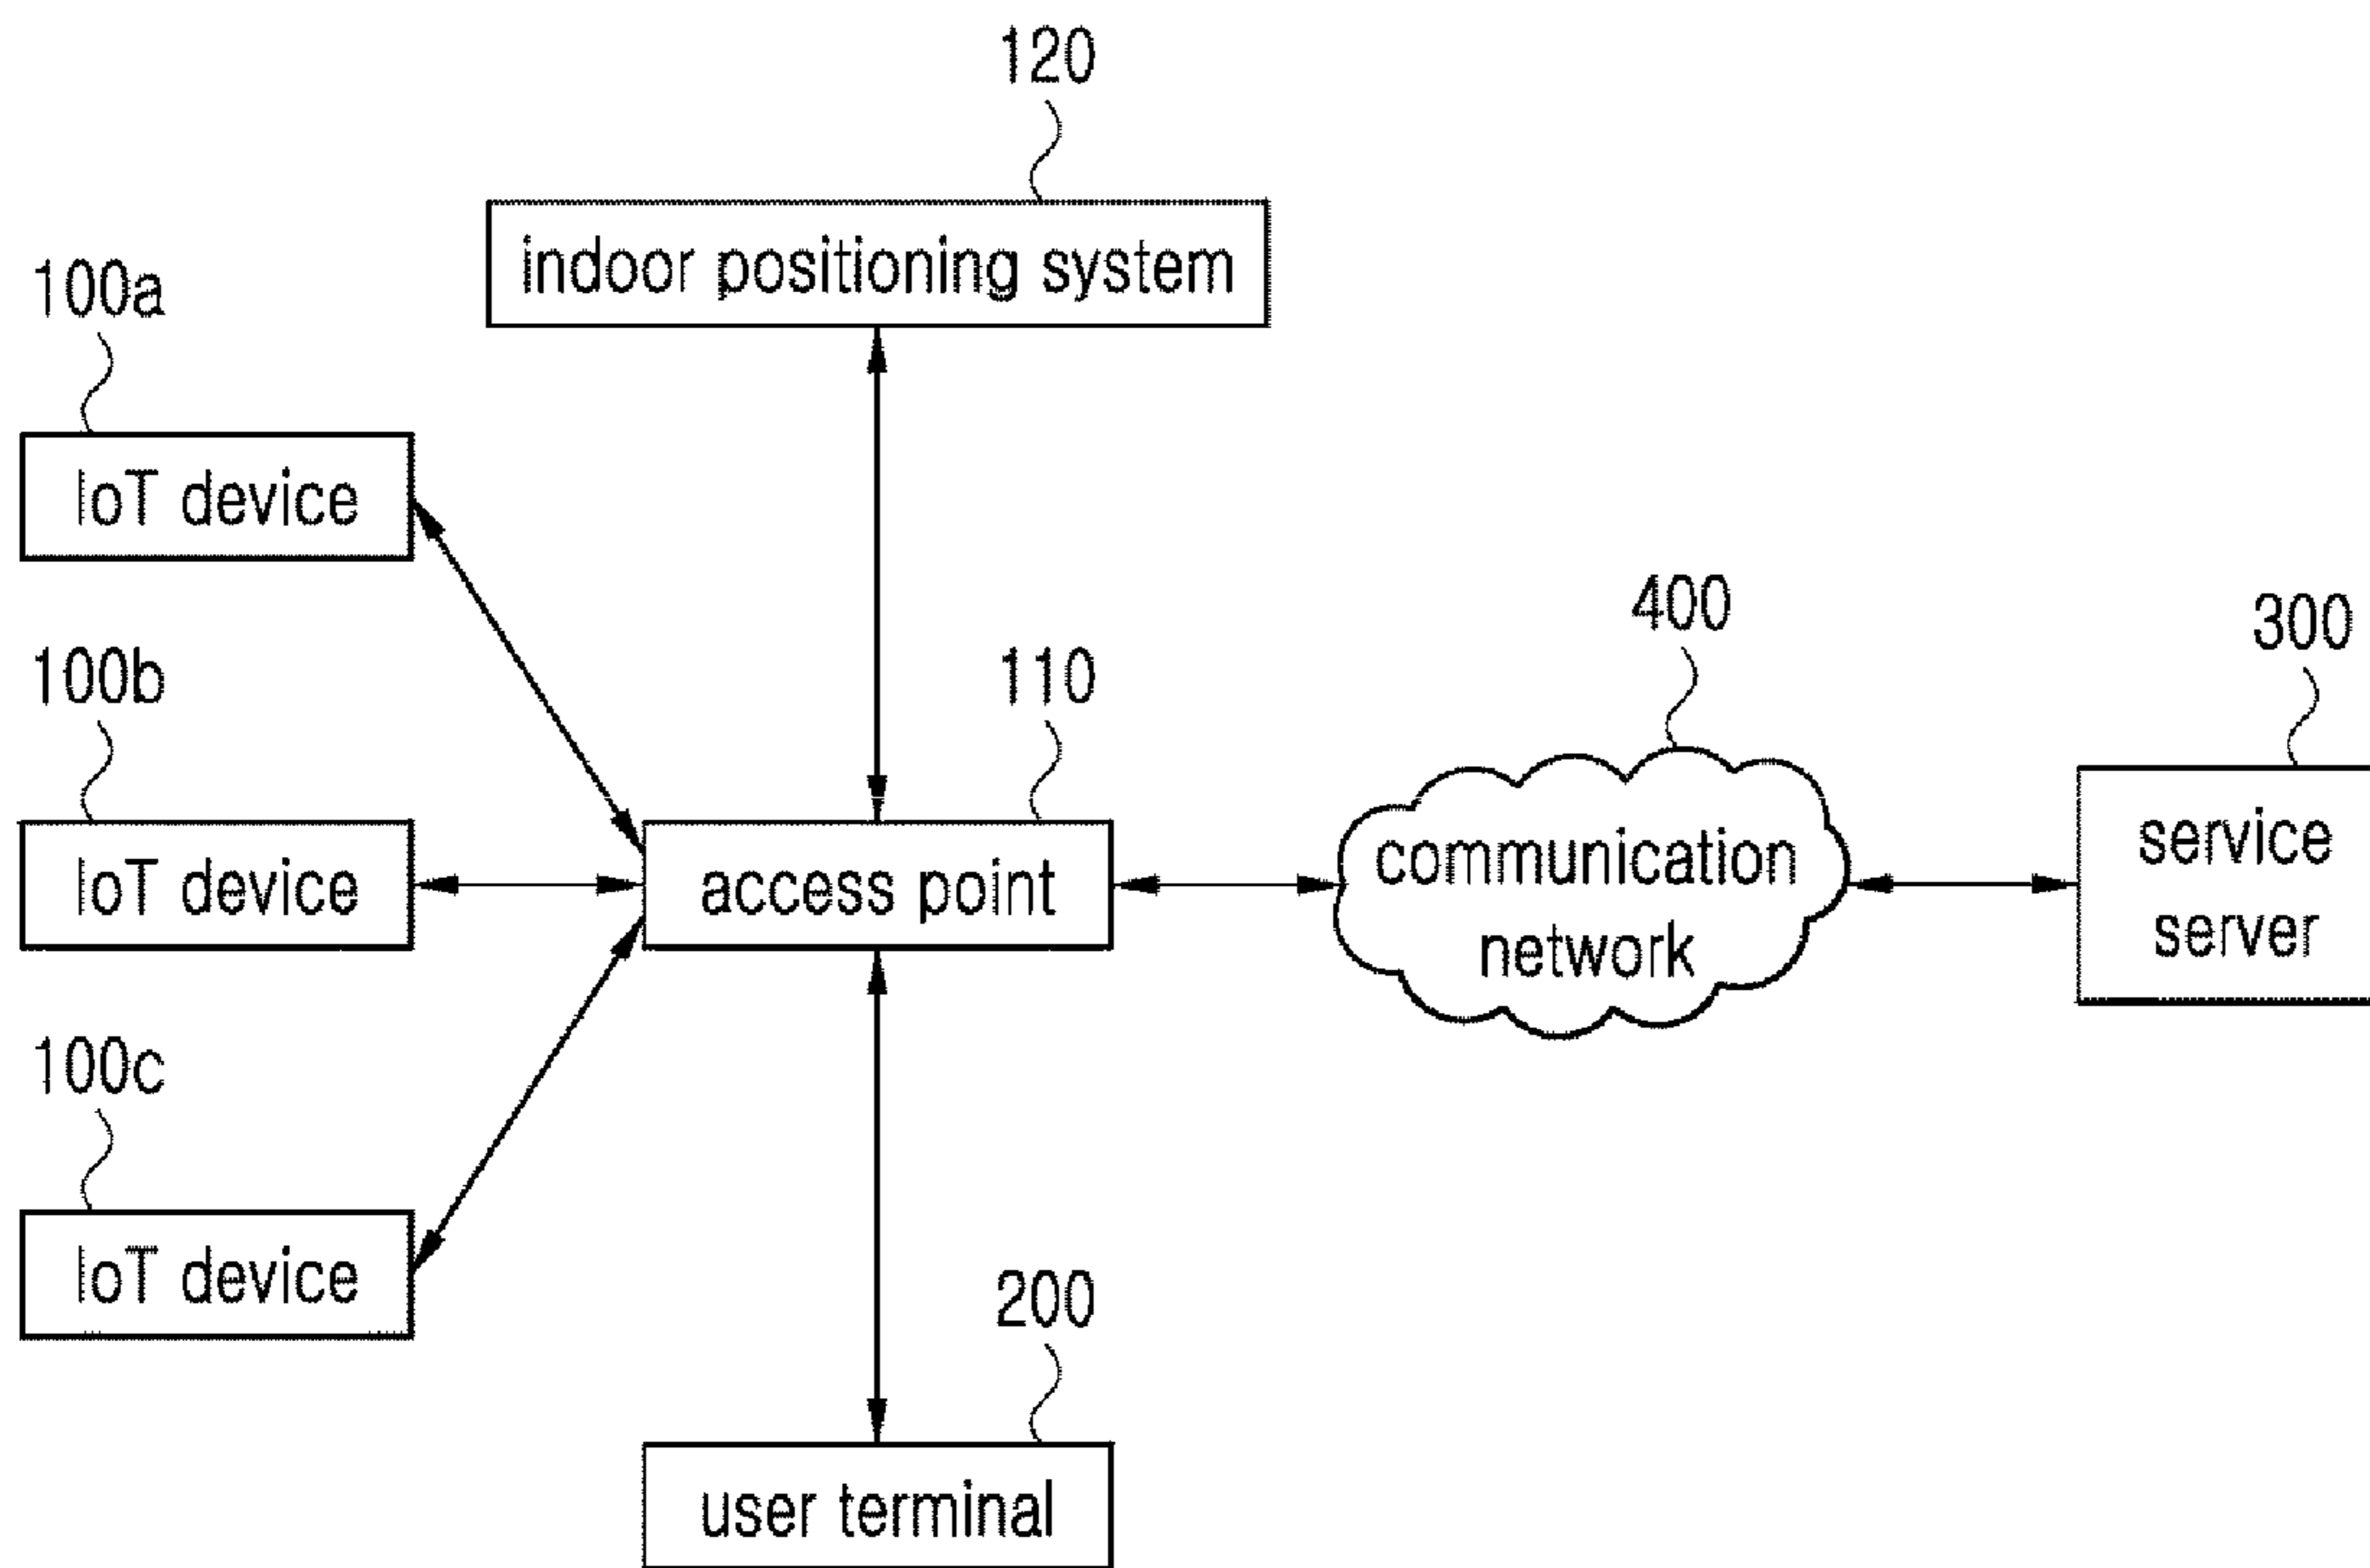 120
indoor positioning system
100a
IoT device
400
300
100b
110
IoT device
access point
communication
network
service
server
100c
IoT device
200
user terminal